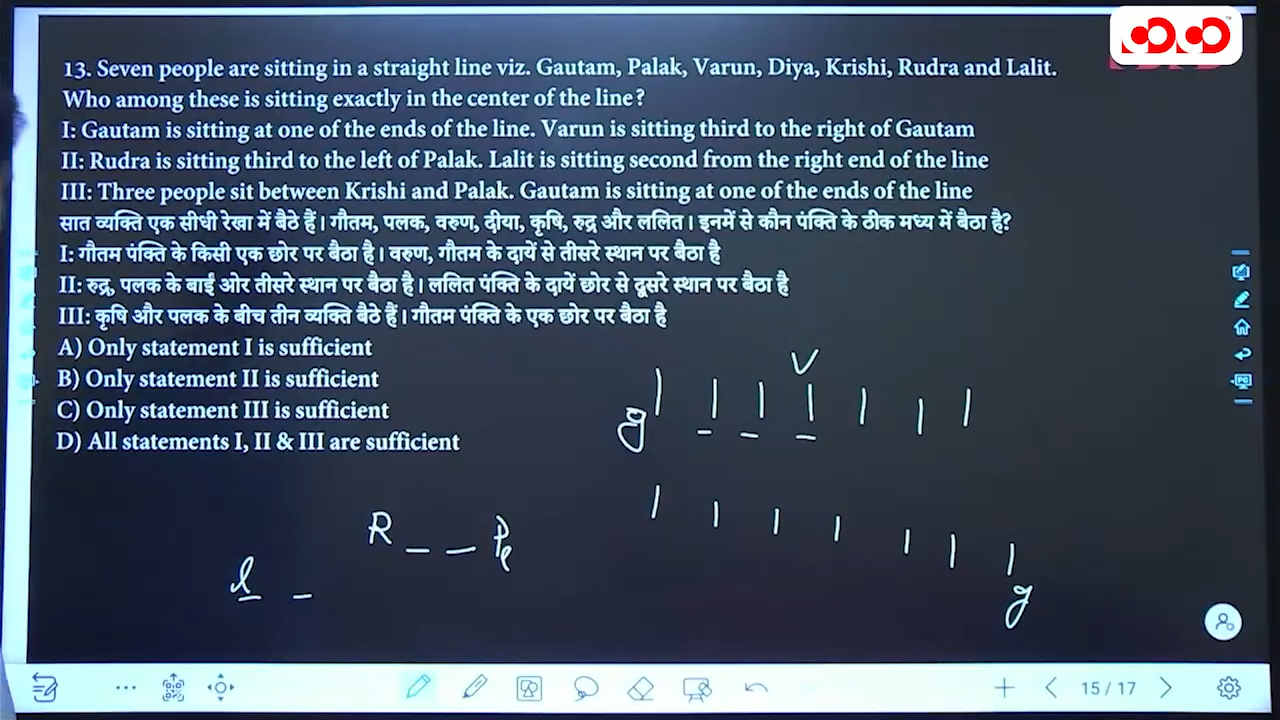 13. Seven people are sitting in a straight line viz. Gautam, Palak, Varun, Diya, Krishi, Rudra and Lalit.
Who among these is sitting exactly in the center of the line?
I: Gautam is sitting at one of the ends of the line. Varun is sitting third to the right of Gautam
II: Rudra is sitting third to the left of Palak. Lalit is sitting second from the right end of the line
III: Three people sit between Krishi and Palak. Gautam is sitting at one of the ends of the line
सात व्यक्ति एक सीधी रेखा में बैठे हैं। गौतम, पलक, वरुण, दीया, कृषि, रुद्र और ललित। इनमें से कौन पंक्ति के ठीक मध्य में बैठा है?
I: गौतम पंक्ति के किसी एक छोर पर बैठा है। वरुण, गौतम के दायें से तीसरे स्थान पर बैठा है
II: रुद्र, पलक के बाईं ओर तीसरे स्थान पर बैठा है। ललित पंक्ति के दायें छोर से दूसरे स्थान पर बैठा है
III: कृषि और पलक के बीच तीन व्यक्ति बैठे हैं। गौतम पंक्ति के एक छोर पर बैठा है
A) Only statement I is sufficient
B) Only statement II is sufficient
C) Only statement III is sufficient
D) All statements I, II & III are sufficient
V
g
R _ _ P
l _
g
15 / 17